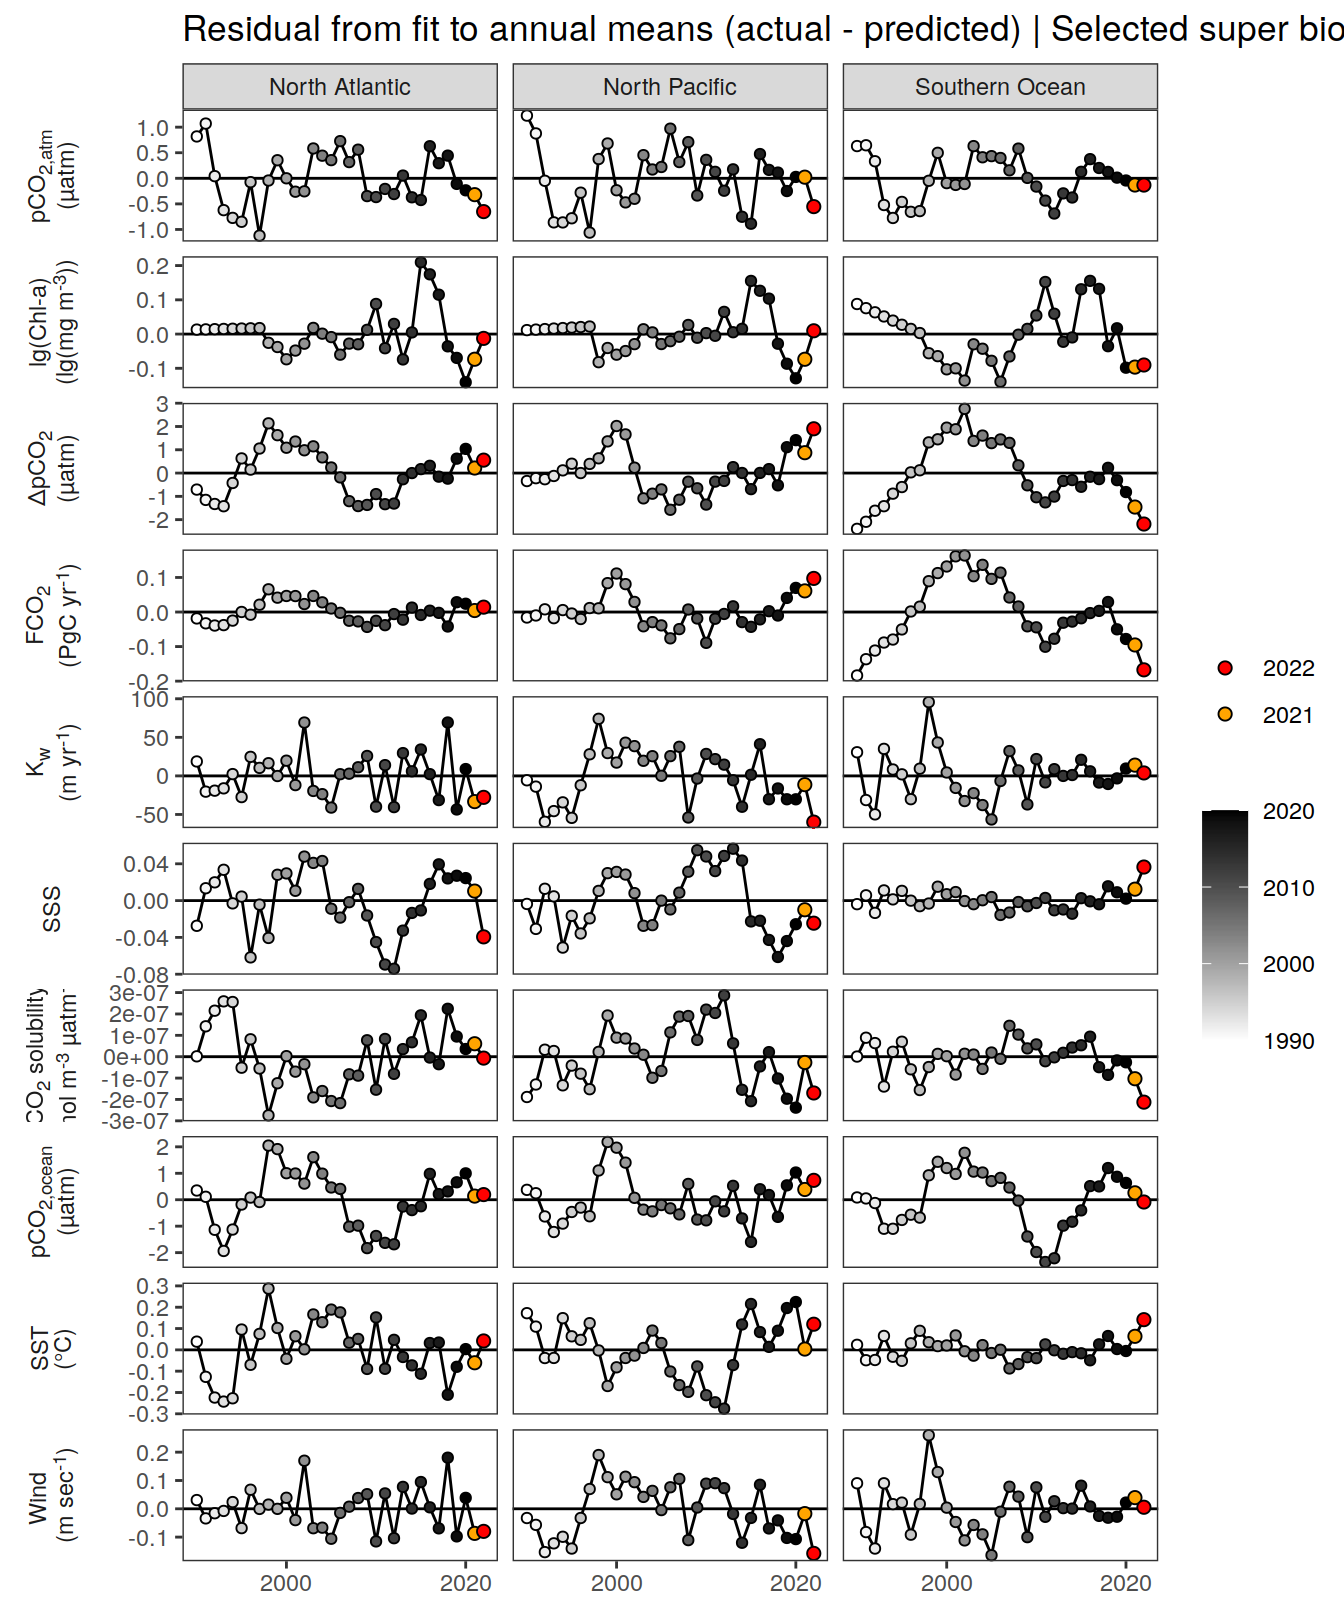 Residual from fit to annual means (actual - predicted) | Selected super bio
North Atlantic
North Pacific
Southern Ocean
pCO2,atm
(µatm)
1.0
0.5
0.0
-0.5
-1.0
lg(Chl-a)
(lg(mg m-3))
0.2
0.1
0.0
-0.1
ΔpCO2
(µatm)
3
2
1
0
-1
-2
FCO2
(PgC yr-1)
0.1
0.0
-0.1
-0.2
Kw
(m yr-1)
100
50
0
-50
SSS
0.04
0.00
-0.04
-0.08
CO2 solubility
nol m-3 µatm-
3e-07
2e-07
1e-07
0e+00
-1e-07
-2e-07
-3e-07
pCO2,ocean
(µatm)
2
1
0
-1
-2
SST
(°C)
0.3
0.2
0.1
0.0
-0.1
-0.2
-0.3
Wind
(m sec-1)
0.2
0.1
0.0
-0.1
2000
2020
2000
2020
2000
2020
2022
2021
2020
2010
2000
1990